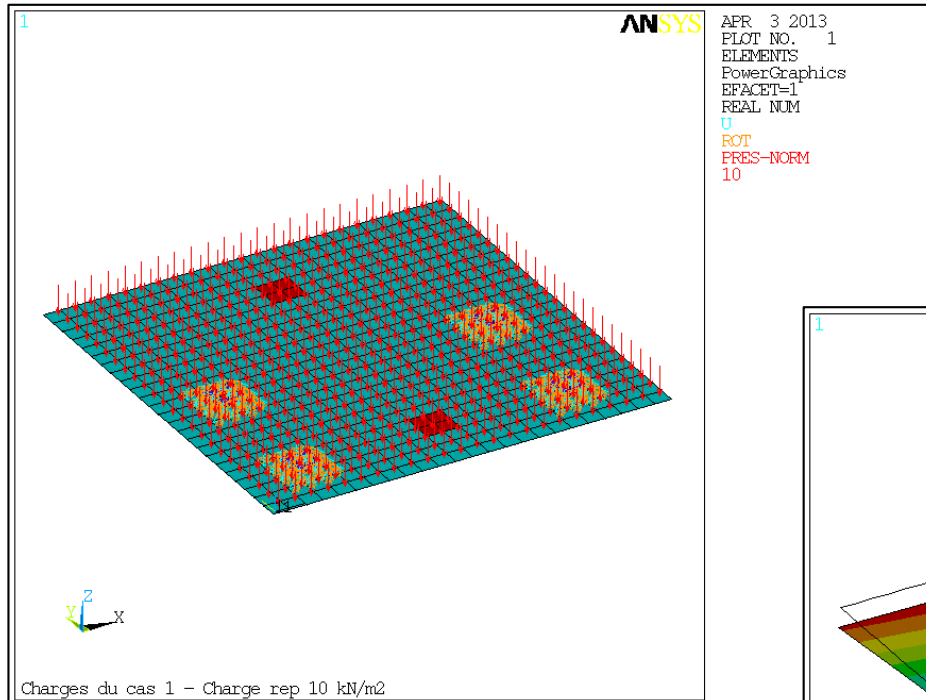 1
ANSYS
APR 3 2013
PLOT NO. 1
ELEMENTS
PowerGraphics
EFACET=1
REAL NUM
U
ROT
PRES-NORM
10
1
Z
Y
X
Charges du cas 1 - Charge rep 10 kN/m2